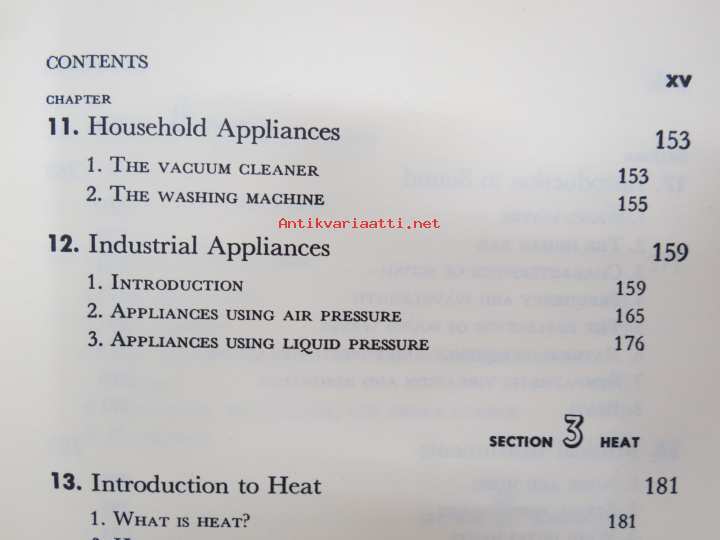 CONTENTS
XV
CHAPTER
11. Household Appliances 153
1. THE VACUUM CLEANER 153
2. THE WASHING MACHINE 155
Antikvariaatti.net
12. Industrial Appliances 159
1. INTRODUCTION 159
2. APPLIANCES USING AIR PRESSURE 165
3. APPLIANCES USING LIQUID PRESSURE 176
SECTION 3 HEAT
13. Introduction to Heat 181
1. WHAT IS HEAT? 181